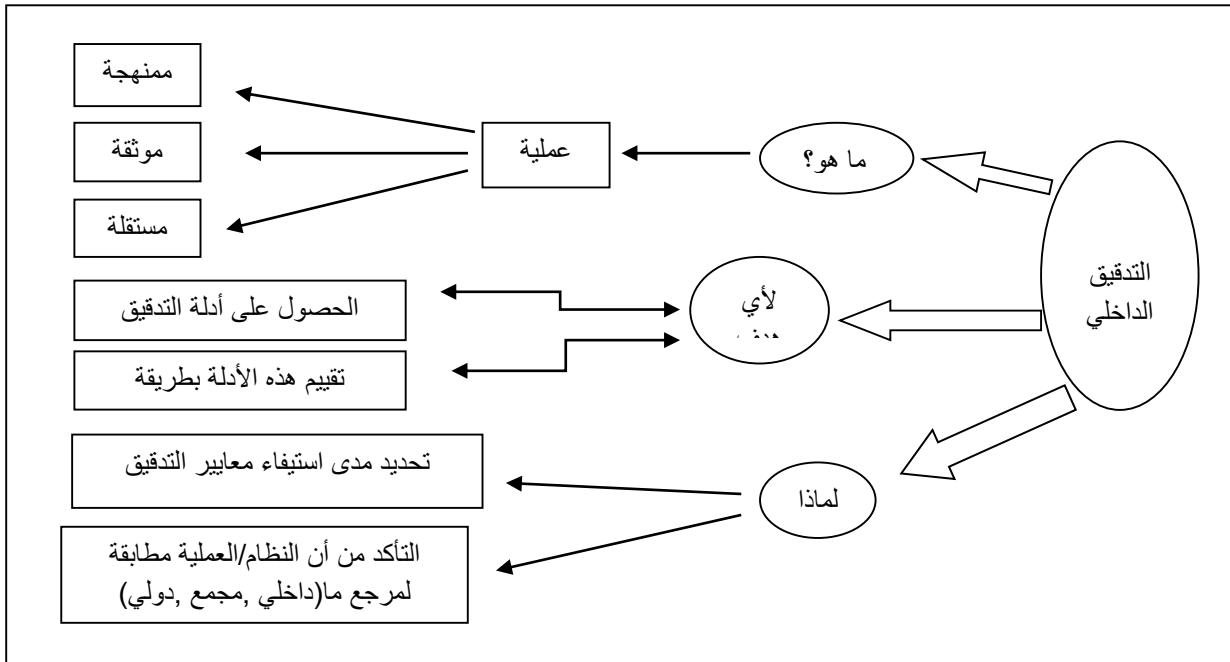 التدقيق
الداخلي
ما هو؟
عملية
ممنهجة
موثقة
مستقلة
لأي
الحصول على أدلة التدقيق
تقييم هذه الأدلة بطريقة
لماذا
تحديد مدى استيفاء معايير التدقيق
التأكد من أن النظام/العملية مطابقة
لمرجع ما(داخلي ,مجمع ,دولي)